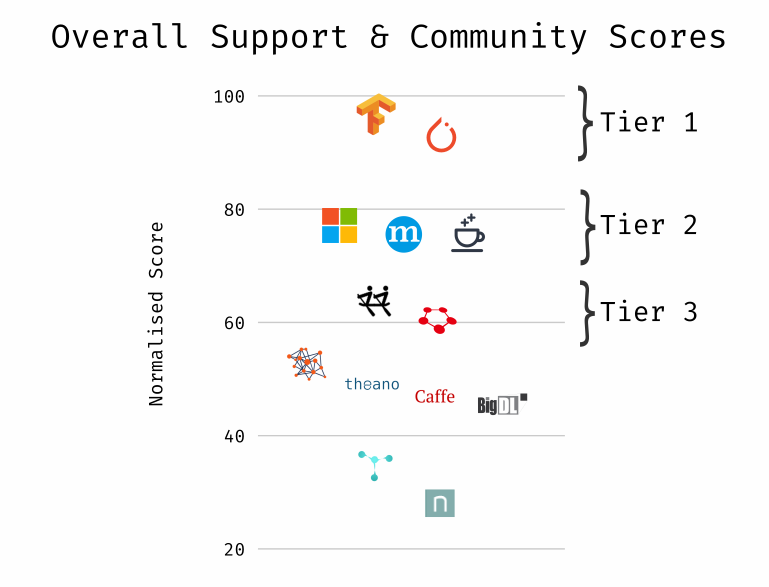 Overall Support & Community Scores
100
Tier 1
80
m
Tier 2
Normalised Score
Tier 3
60
theano
Caffe
BigDL
40
n
20